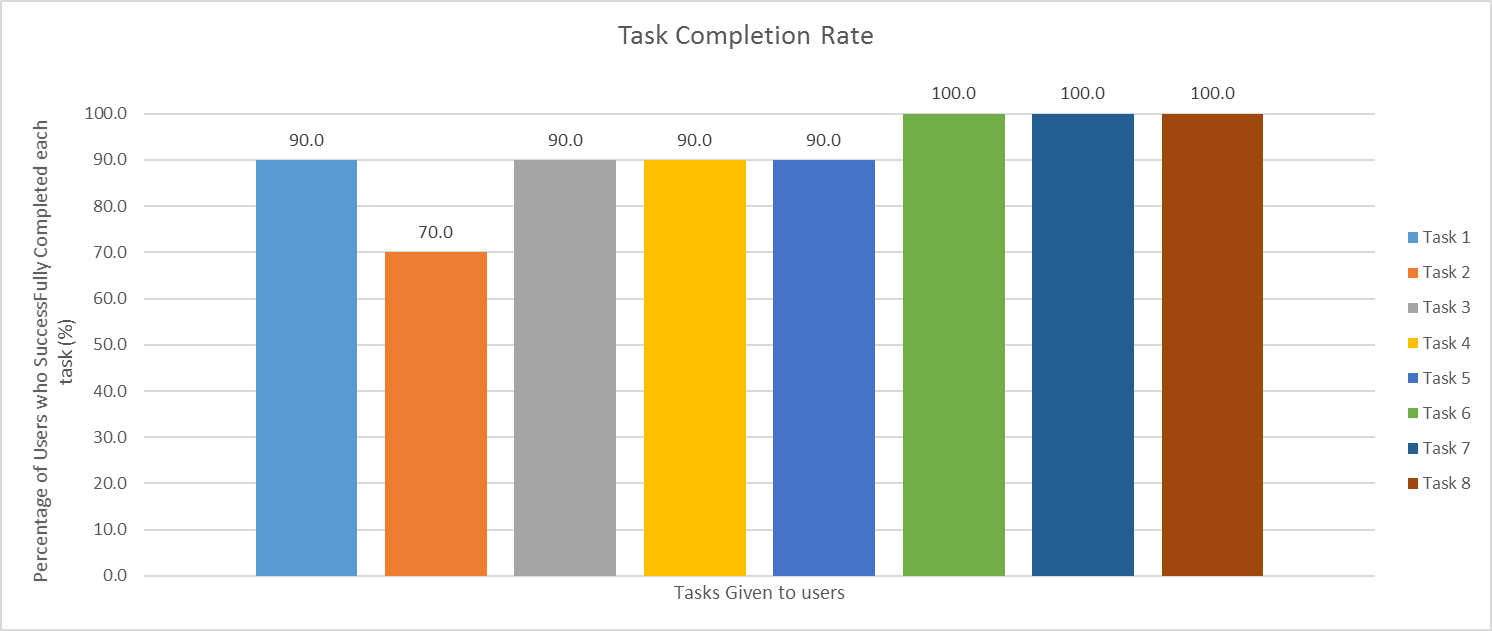 Task Completion Rate
Percentage of Users who SuccessFully Completed each
task (%)
100.0
90.0
80.0
70.0
60.0
50.0
40.0
30.0
20.0
10.0
0.0
90.0
70.0
90.0
90.0
90.0
100.0
100.0
100.0
Tasks Given to users
Task 1
Task 2
Task 3
Task 4
Task 5
Task 6
Task 7
Task 8